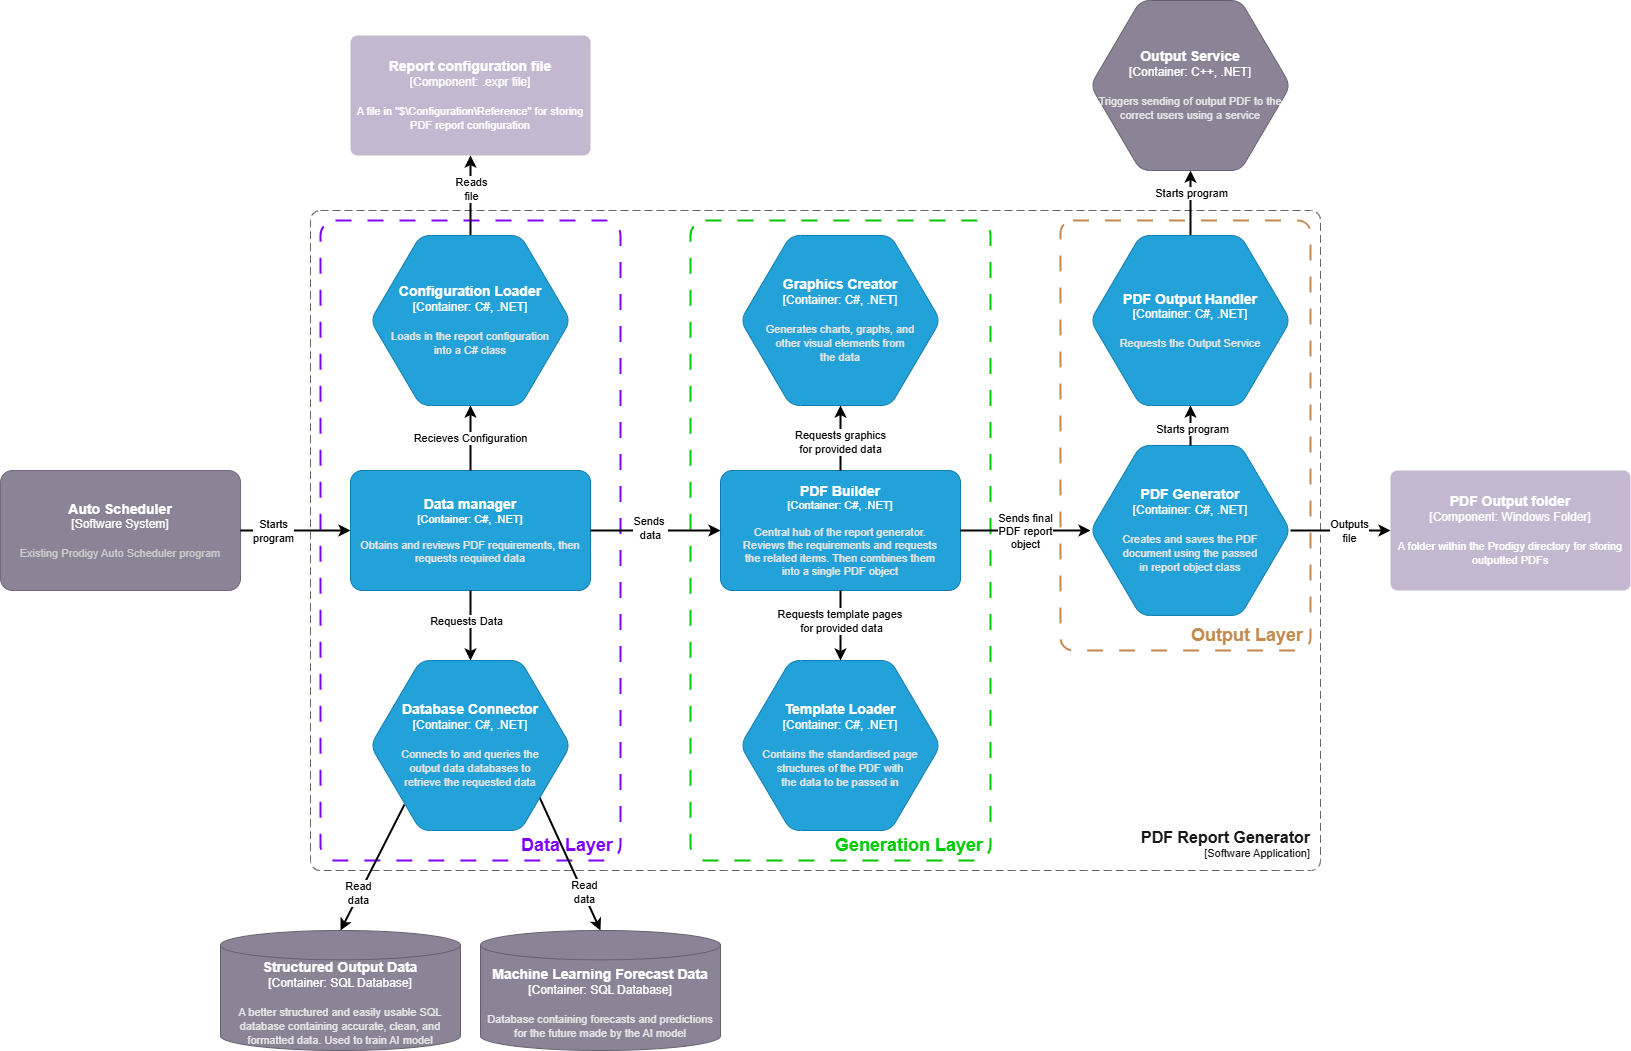 Report configuration file
[Component: .expr file]
A file in "$\Configuration\Reference" for storing
PDF report configuration
Output Service
[Container: C++, .NET]
Triggers sending of output PDF to the
correct users using a service
Reads
file
Starts program
Configuration Loader
[Container: C#, .NET]
Loads in the report configuration
into a C# class
Graphics Creator
[Container: C#, .NET]
Generates charts, graphs, and
other visual elements from
the data
PDF Output Handler
[Container: C#, .NET]
Requests the Output Service
Recieves Configuration
Requests graphics
for provided data
Starts program
Auto Scheduler
[Software System]
Existing Prodigy Auto Scheduler program
Starts
program
Data manager
[Container: C#, .NET]
Obtains and reviews PDF requirements, then
requests required data
Sends
data
PDF Builder
[Container: C#, .NET]
Central hub of the report generator.
Reviews the requirements and requests
the related items. Then combines them
into a single PDF object
Sends final
PDF report
object
PDF Generator
[Container: C#, .NET]
Creates and saves the PDF
document using the passed
in report object class
Outputs
file
PDF Output folder
[Component: Windows Folder]
A folder within the Prodigy directory for storing
outputted PDFs
Requests Data
Requests template pages
for provided data
Output Layer
Database Connector
[Container: C#, .NET]
Connects to and queries the
output data databases to
retrieve the requested data
Template Loader
[Container: C#, .NET]
Contains the standardised page
structures of the PDF with
the data to be passed in
Data Layer
Generation Layer
PDF Report Generator
[Software Application]
Read
data
Read
data
Structured Output Data
[Container: SQL Database]
A better structured and easily usable SQL
database containing accurate, clean, and
formatted data. Used to train AI model
Machine Learning Forecast Data
[Container: SQL Database]
Database containing forecasts and predictions
for the future made by the AI model